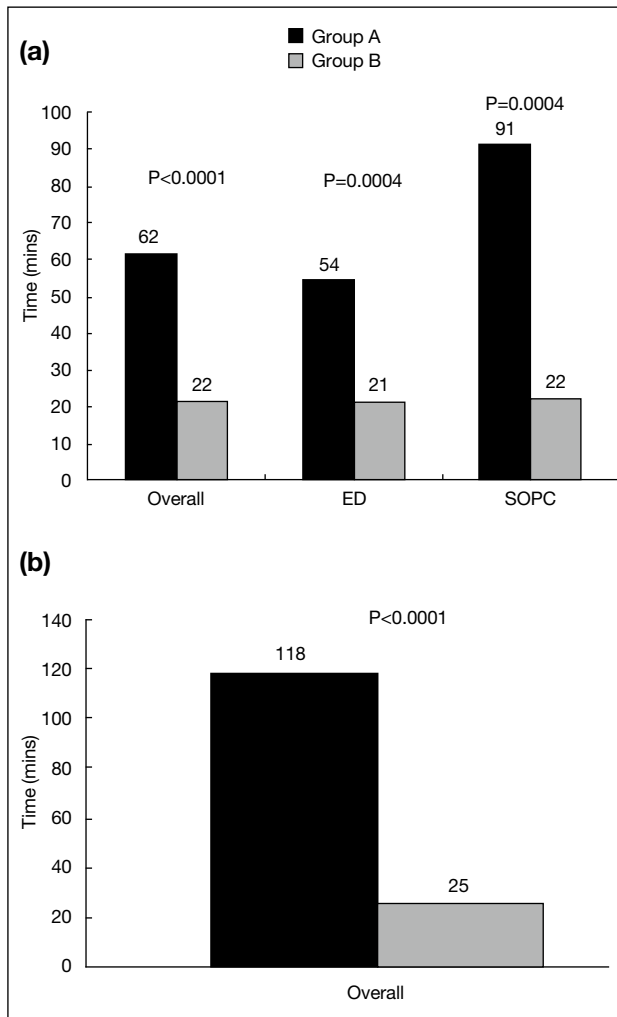 (a)
Group A
Group B
Time (mins)
100
90
80
70
60
50
40
30
20
10
0
P<0.0001
P=0.0004
P=0.0004
62
22
54
21
91
22
Overall
ED
SOPC
(b)
Time (mins)
140
120
100
80
60
40
20
0
P<0.0001
118
25
Overall